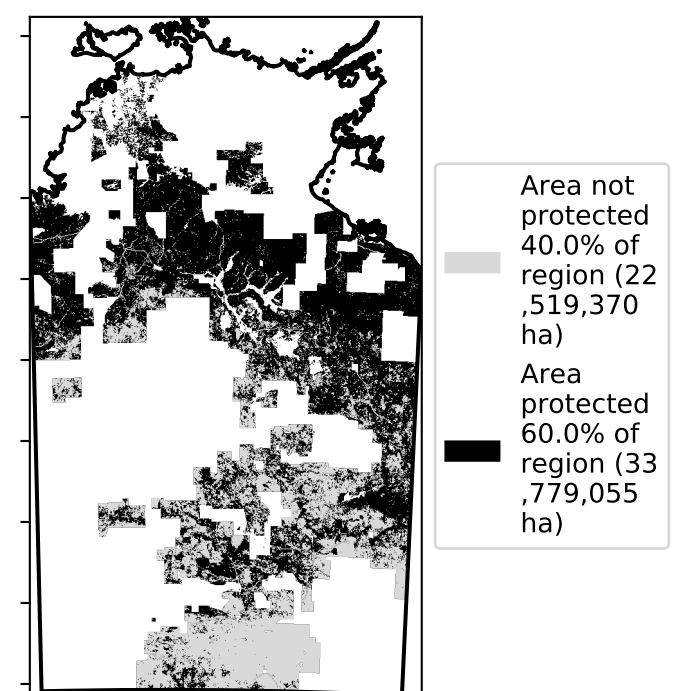 Area not
protected
40.0% of
region (22
,519,370
ha)
Area
protected
60.0% of
region (33
,779,055
ha)